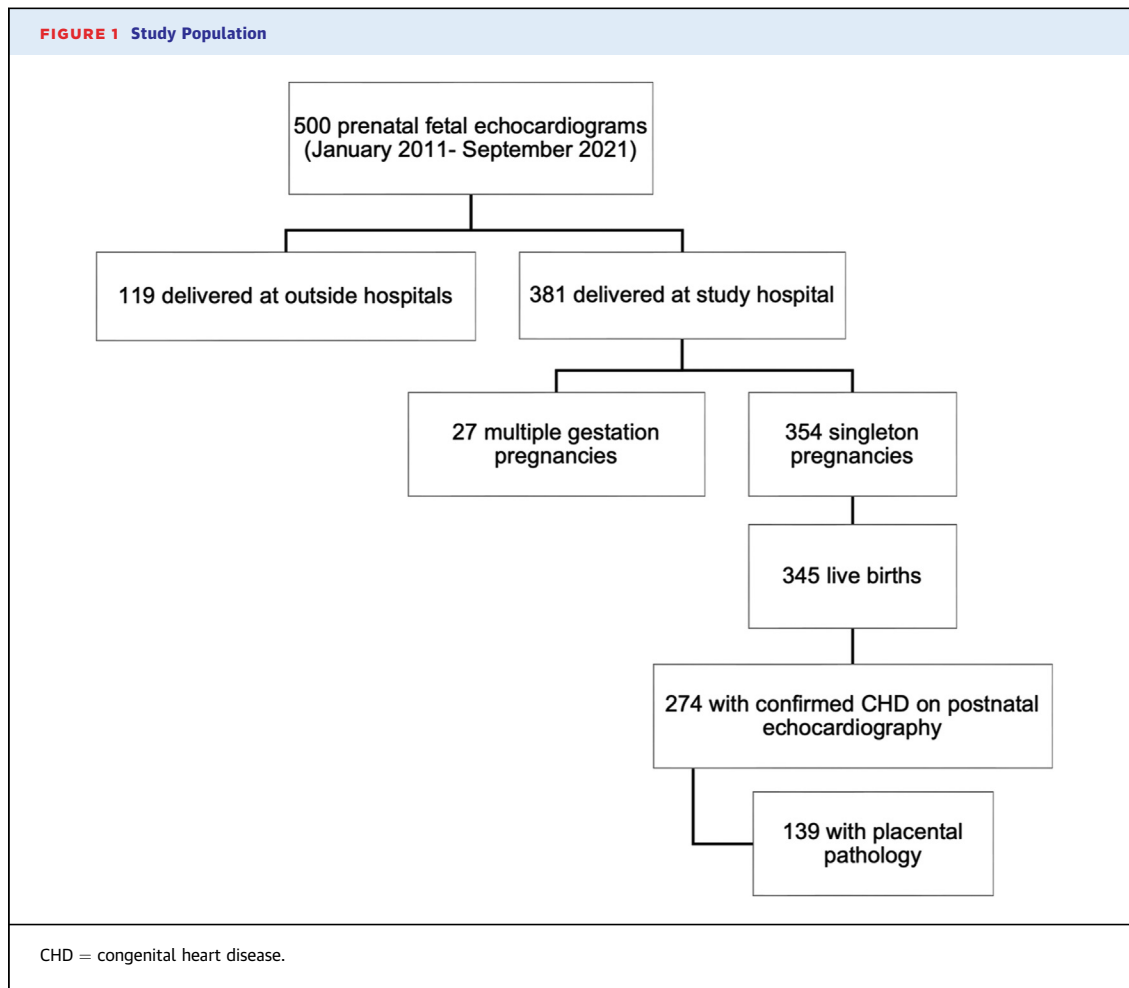 FIGURE 1 Study Population
500 prenatal fetal echocardiograms
(January 2011- September 2021)
119 delivered at outside hospitals
381 delivered at study hospital
27 multiple gestation
pregnancies
354 singleton
pregnancies
345 live births
274 with confirmed CHD on postnatal
echocardiography
139 with placental
pathology
CHD = congenital heart disease.